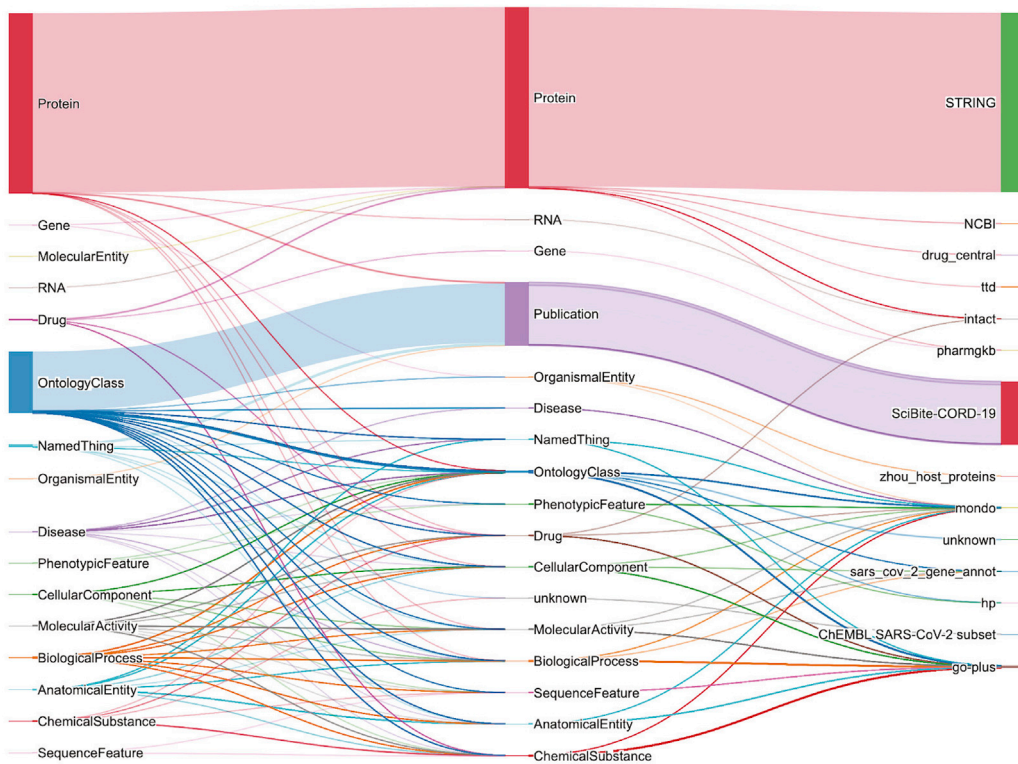 Protein
Gene
MolecularEntity
RNA
Drug
OntologyClass
NamedThing
OrganismalEntity
Disease
PhenotypicFeature
CellularComponent
MolecularActivity
BiologicalProcess
AnatomicalEntity
ChemicalSubstance
SequenceFeature
Protein
RNA
Gene
Publication
OrganismalEntity
Disease
NamedThing
OntologyClass
PhenotypicFeature
Drug
CellularComponent
unknown
MolecularActivity
BiologicalProcess
SequenceFeature
AnatomicalEntity
ChemicalSubstance
STRING
NCBI
drug_central
ttd
intact
pharmgkb
SciBite-CORD-19
zhou_host_proteins
mondo
unknown
sars_cov_2_gene_annot
hp
ChEMBL-SARS-CoV-2 subset
go-plus